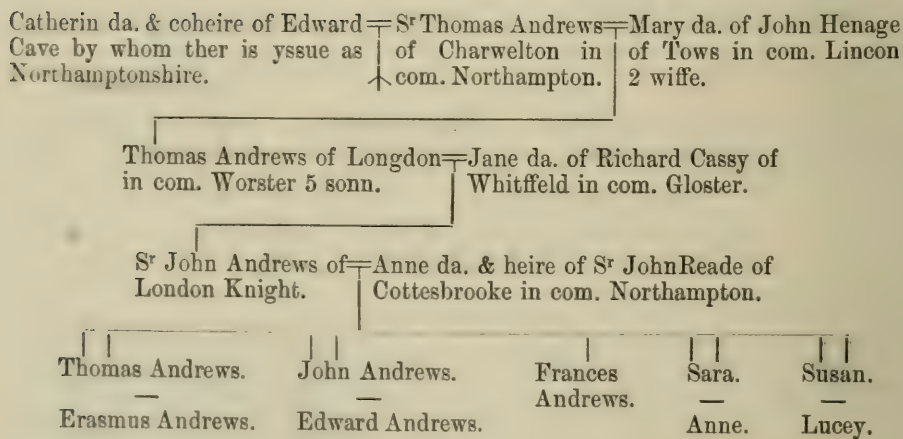 Catherin da. & coheire of Edward
Cave by whom ther is yssue as
Northamptonshire.
Sr Thomas Andrews
of Charwelton in
com. Northampton.
Mary da. of John Henage
of Tows in com. Lincon
2 wiffe.
Thomas Andrews of Longdon
in com. Worster 5 sonn.
Jane da. of Richard Cassy of
Whitffeld in com. Gloster.
Sr John Andrews of
London Knight.
Anne da. & heire of Sr John Reade of
Cottesbrooke in com. Northampton.
Thomas Andrews.
—
Erasmus Andrews.
John Andrews.
—
Edward Andrews.
Frances
Andrews.
Sara.
—
Anne.
Susan.
—
Lucey.